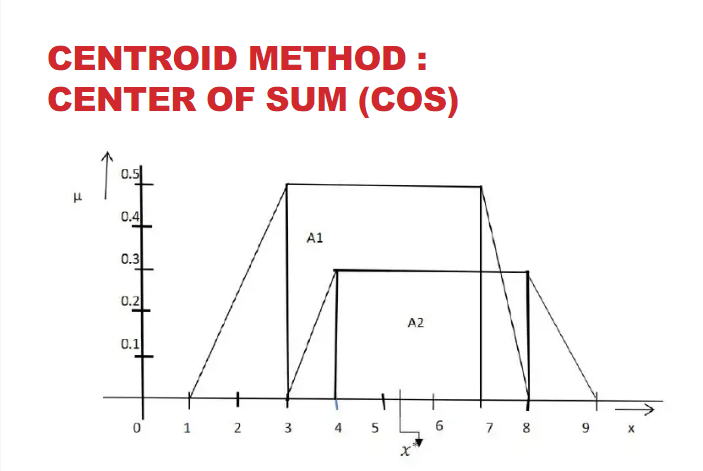 CENTROID METHOD :
CENTER OF SUM (COS)
μ
0.5
0.4
0.3
0.2
0.1
A1
A2
0 1 2 3 4 5 6 7 8 9 x
x*